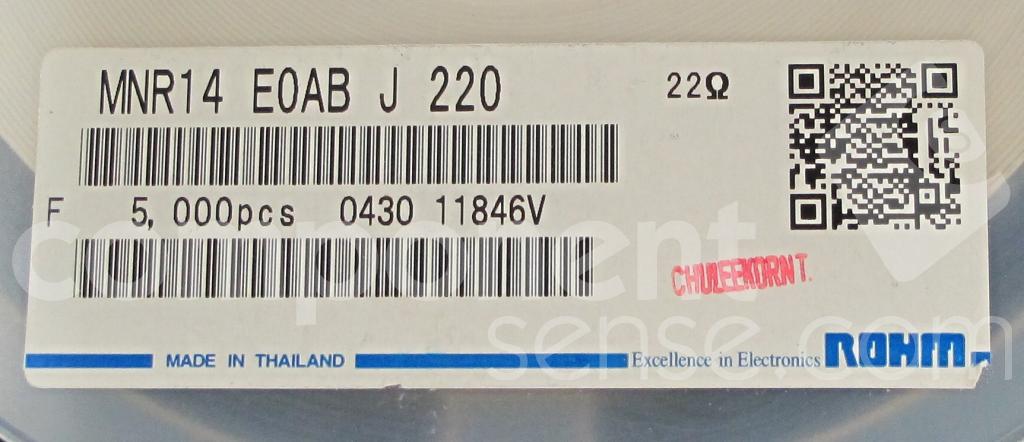 MNR14 E0AB J 220 22Ω
F 5,000pcs 0430 11846V
CHULEEKORN T.
MADE IN THAILAND
Excellence in Electronics ROHM
component
sense.com